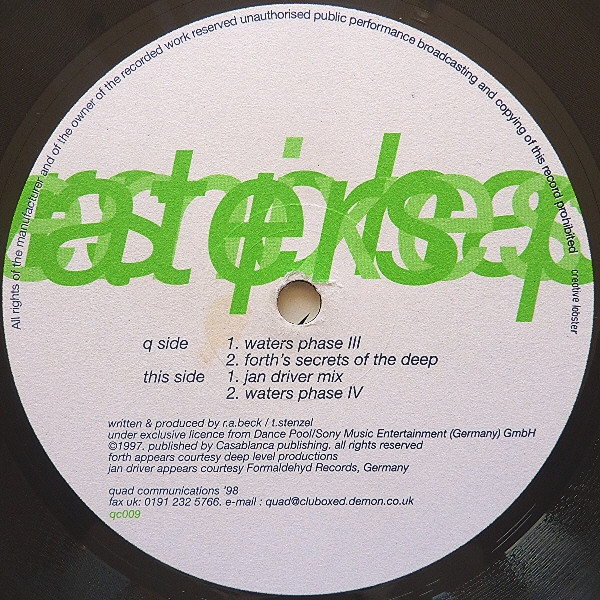 All rights of the manufacturer and of the owner of the recorded work reserved unauthorised public performance broadcasting and copying of this record prohibited
creative lobster
q side 1. waters phase III
2. forth's secrets of the deep
this side 1. jan driver mix
2. waters phase IV
written & produced by r.a.beck / t.stenzel
under exclusive licence from Dance Pool/Sony Music Entertainment (Germany) GmbH
©1997. published by Casablanca publishing. all rights reserved
forth appears courtesy deep level productions
jan driver appears courtesy Formaldehyd Records, Germany
quad communications '98
fax uk: 0191 232 5766. e-mail : quad@cluboxed.demon.co.uk
qc009